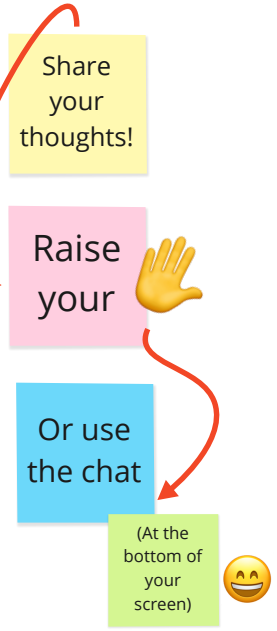 Share
your
thoughts!
Raise
your
Or use
the chat
(At the
bottom of
your
screen)